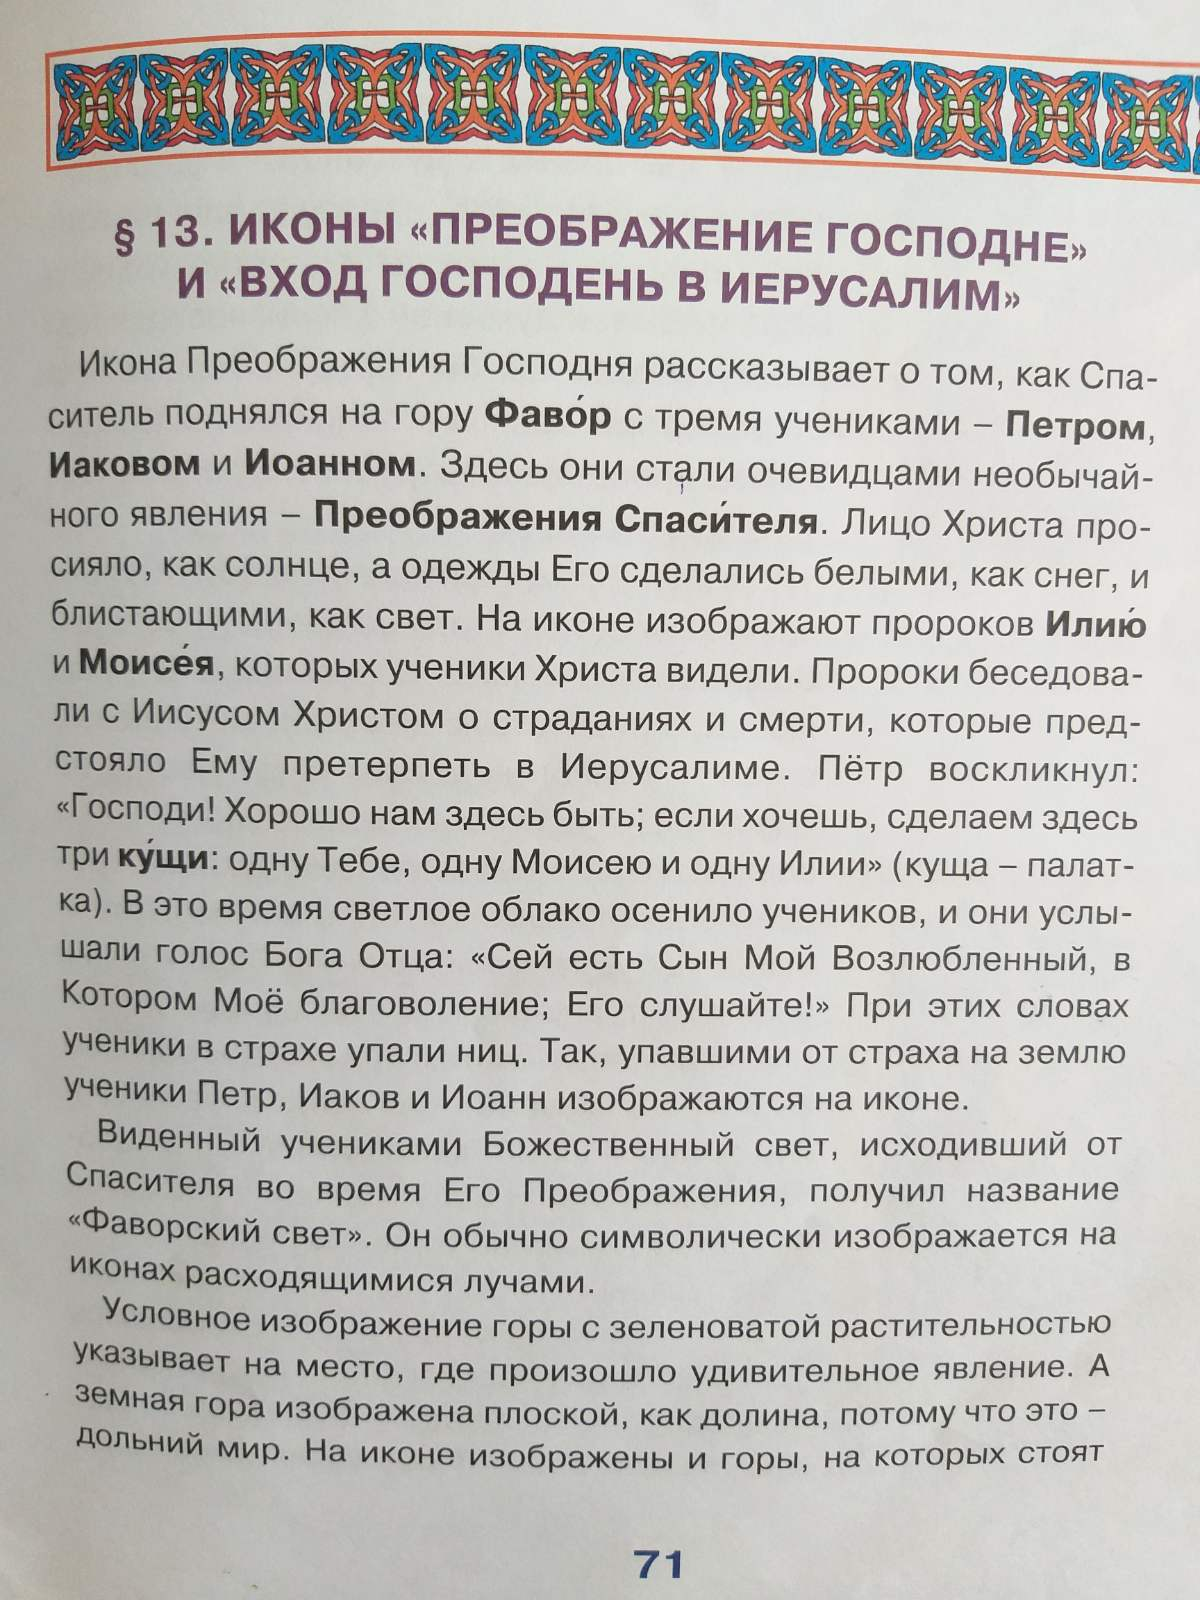 § 13. ИКОНЫ «ПРЕОБРАЖЕНИЕ ГОСПОДНЕ»
И «ВХОД ГОСПОДЕНЬ В ИЕРУСАЛИМ»
Икона Преображения Господня рассказывает о том, как Спа-
ситель поднялся на гору Фаво́р с тремя учениками – Петром,
Иаковом и Иоанном. Здесь они стали очевидцами необычай-
ного явления – Преображения Спаси́теля. Лицо Христа про-
сияло, как солнце, а одежды Его сделались белыми, как снег, и
блистающими, как свет. На иконе изображают пророков Илию́
и Моисе́я, которых ученики Христа видели. Пророки беседова-
ли с Иисусом Христом о страданиях и смерти, которые пред-
стояло Ему претерпеть в Иерусалиме. Пётр воскликнул:
«Господи! Хорошо нам здесь быть; если хочешь, сделаем здесь
три ку́щи: одну Тебе, одну Моисею и одну Илии» (куща – палат-
ка). В это время светлое облако осенило учеников, и они услы-
шали голос Бога Отца: «Сей есть Сын Мой Возлюбленный, в
Котором Моё благоволение; Его слушайте!» При этих словах
ученики в страхе упали ниц. Так, упавшими от страха на землю
ученики Петр, Иаков и Иоанн изображаются на иконе.
Виденный учениками Божественный свет, исходивший от
Спасителя во время Его Преображения, получил название
«Фаворский свет». Он обычно символически изображается на
иконах расходящимися лучами.
Условное изображение горы с зеленоватой растительностью
указывает на место, где произошло удивительное явление. А
земная гора изображена плоской, как долина, потому что это –
дольний мир. На иконе изображены и горы, на которых стоят
71